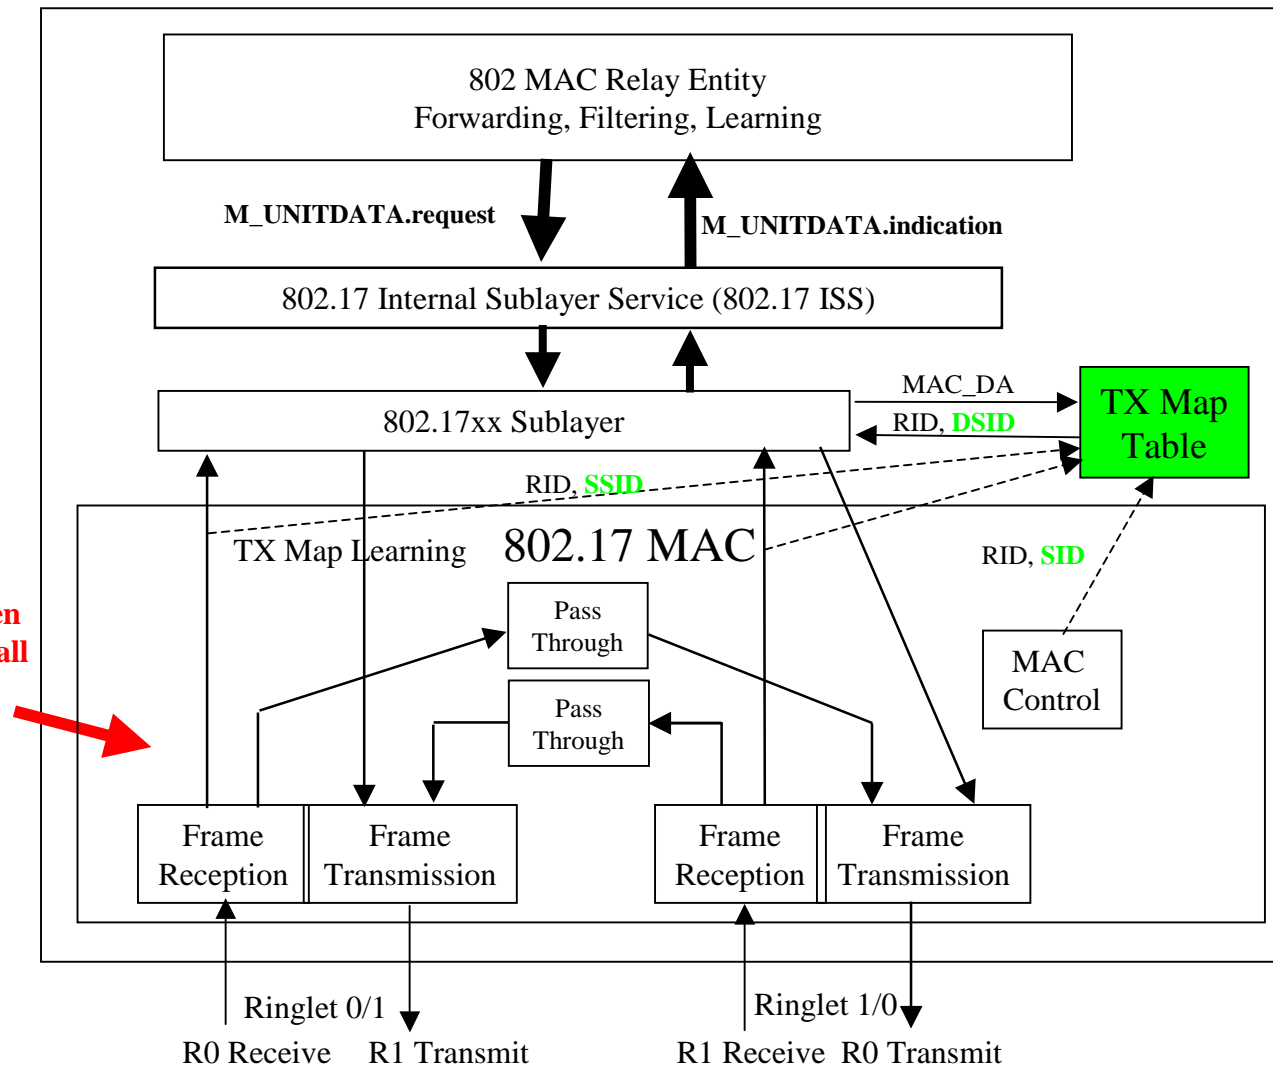 802 MAC Relay Entity
Forwarding, Filtering, Learning
M_UNITDATA.request
M_UNITDATA.indication
802.17 Internal Sublayer Service (802.17 ISS)
802.17xx Sublayer
MAC_DA
RID, DSID
TX Map
Table
RID, SSID
TX Map Learning
802.17 MAC
RID, SID
en
all
Pass
Through
Pass
Through
MAC
Control
Frame
Reception
Frame
Transmission
Frame
Reception
Frame
Transmission
Ringlet 0/1
Ringlet 1/0
R0 Receive
R1 Transmit
R1 Receive
R0 Transmit